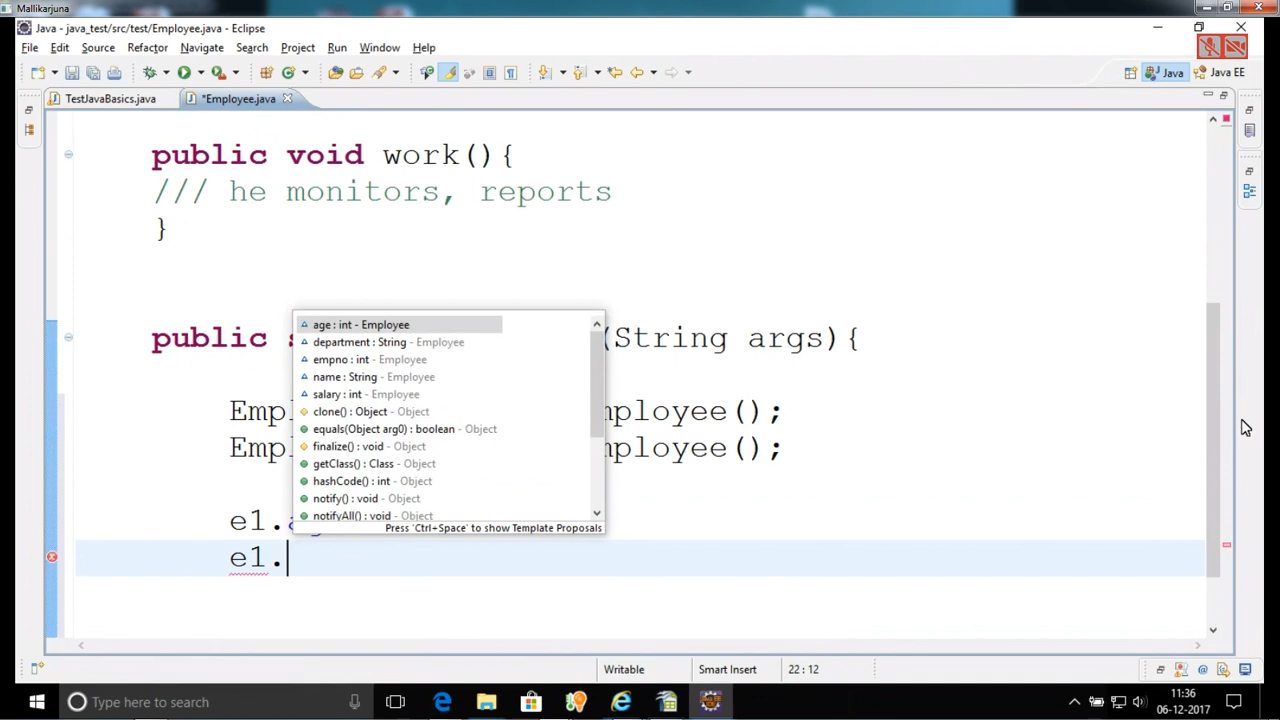 Mallikarjuna
Java - java_test/src/test/Employee.java - Eclipse
File Edit Source Refactor Navigate Search Project Run Window Help
Java Java EE
TestJavaBasics.java *Employee.java
public void work(){
/// he monitors, reports
}
public s (String args){
age : int - Employee
department : String - Employee
empno : int - Employee
name : String - Employee
salary : int - Employee
clone() : Object - Object
equals(Object arg0) : boolean - Object
finalize() : void - Object
getClass() : Class - Object
hashCode() : int - Object
notify() : void - Object
notifyAll() : void - Object
Press 'Ctrl+Space' to show Template Proposals
Empl mployee();
Empl mployee();
e1.
e1.
Writable Smart Insert 22 : 12
Type here to search
11:36
06-12-2017